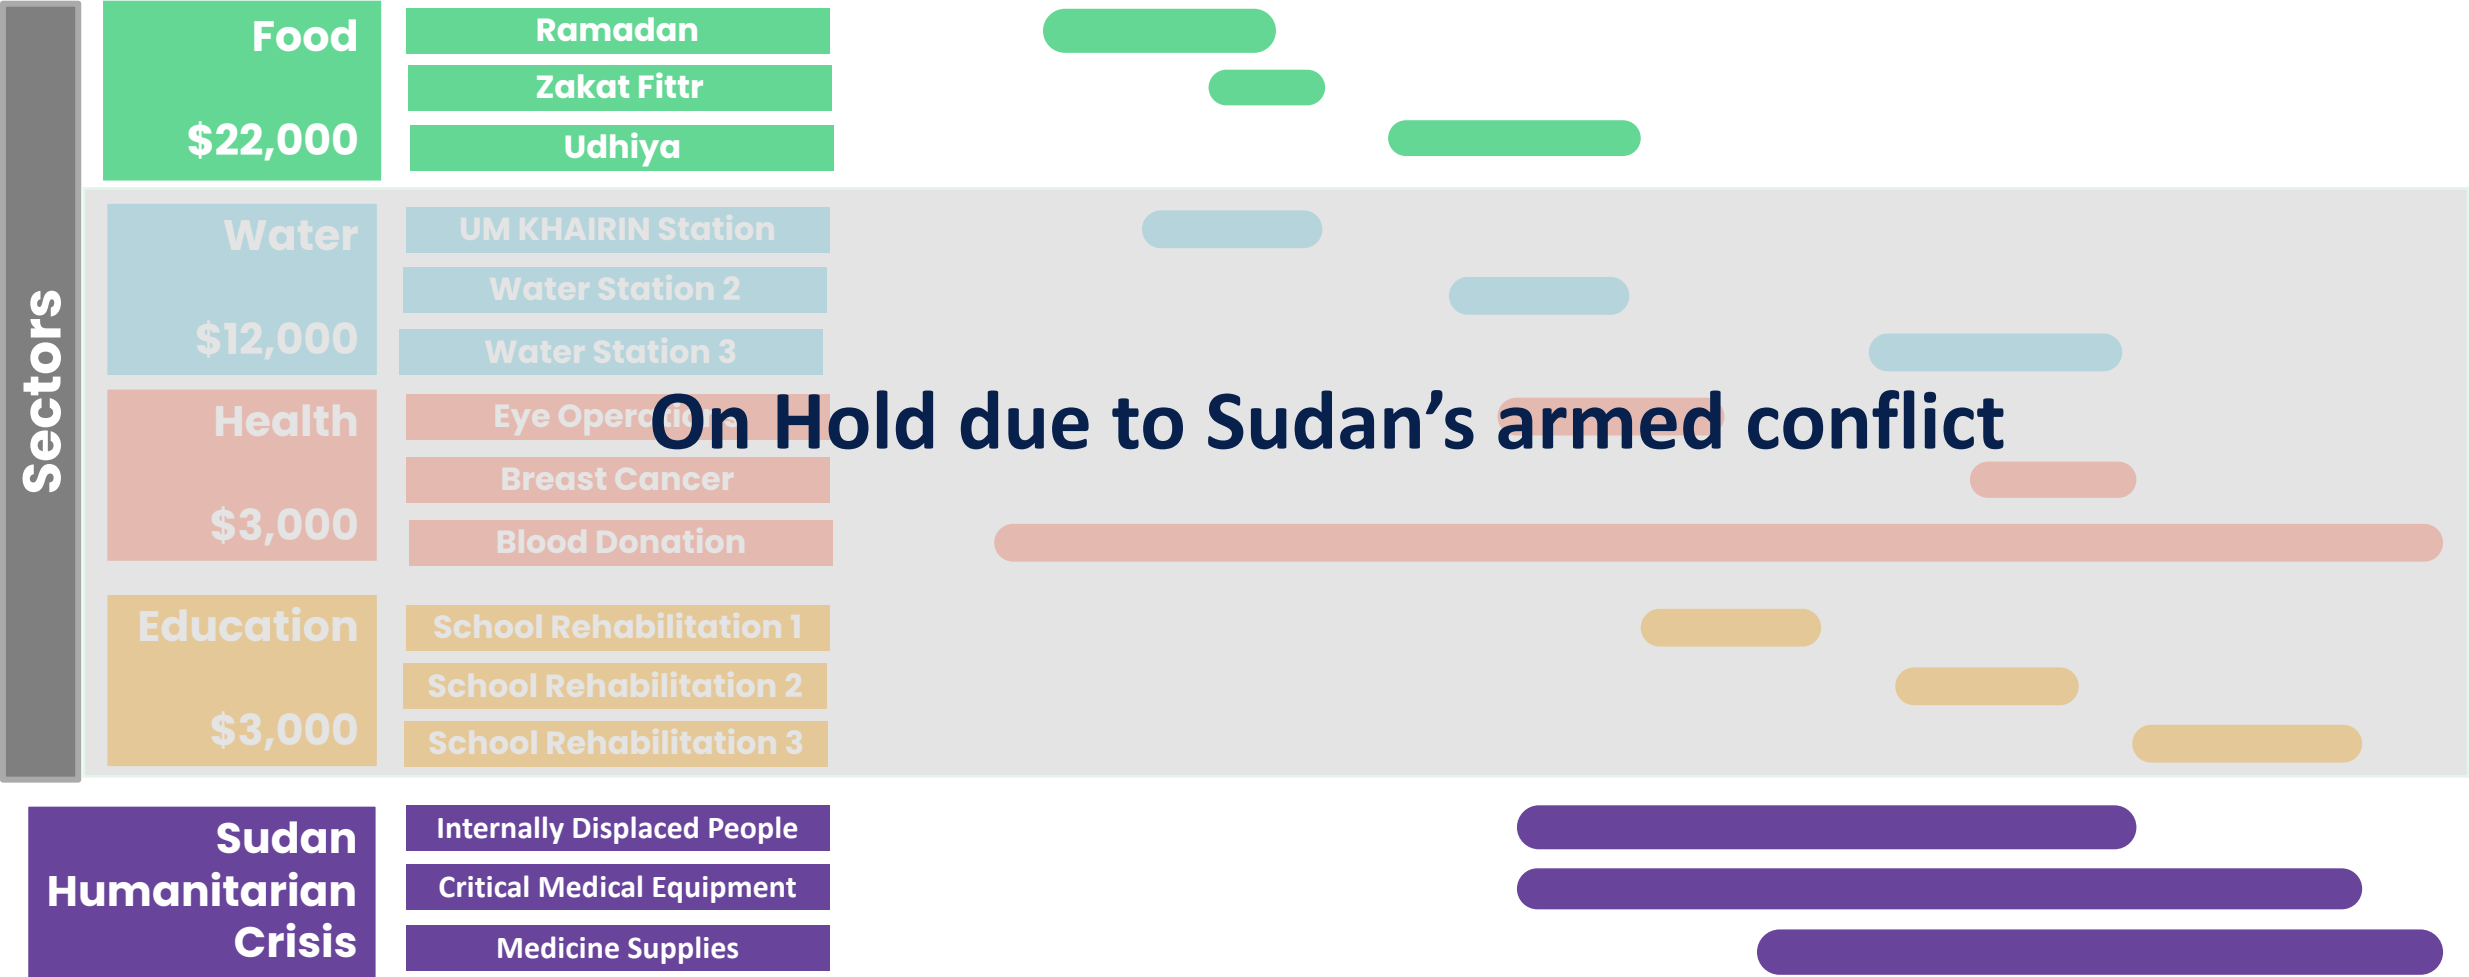 Sectors
Food
$22,000
Ramadan
Zakat Fittr
Udhiya
Water
$12,000
UM KHAIRIN Station
Water Station 2
Water Station 3
Health
$3,000
Eye Operations
Breast Cancer
Blood Donation
On Hold due to Sudan’s armed conflict
Education
$3,000
School Rehabilitation 1
School Rehabilitation 2
School Rehabilitation 3
Sudan
Humanitarian
Crisis
Internally Displaced People
Critical Medical Equipment
Medicine Supplies